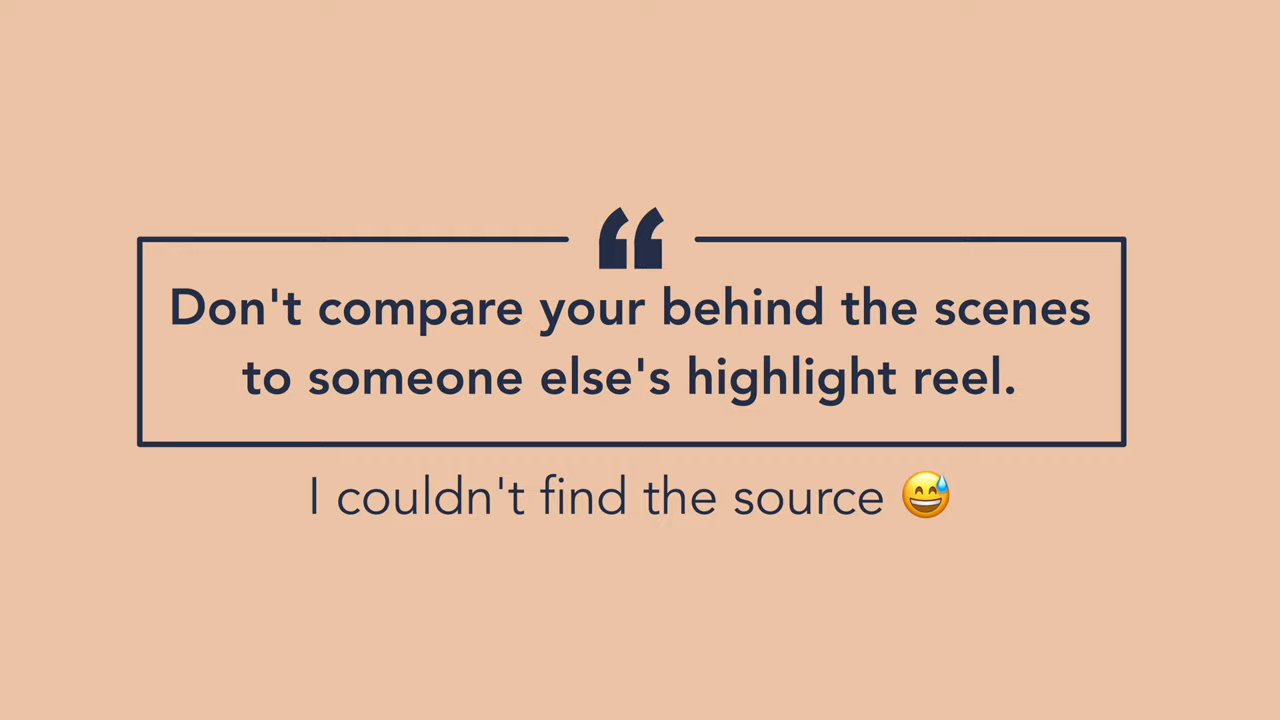 “
Don't compare your behind the scenes
to someone else's highlight reel.
I couldn't find the source 😅